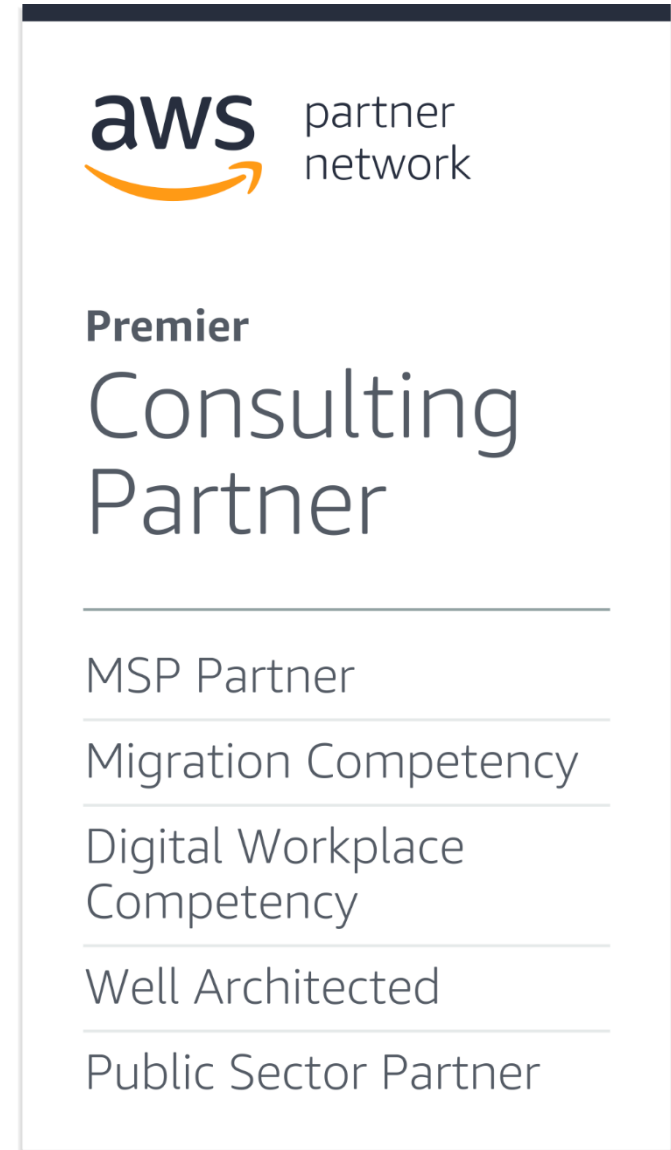 aws
partner
network
Premier
Consulting
Partner
MSP Partner
Migration Competency
Digital Workplace
Competency
Well Architected
Public Sector Partner